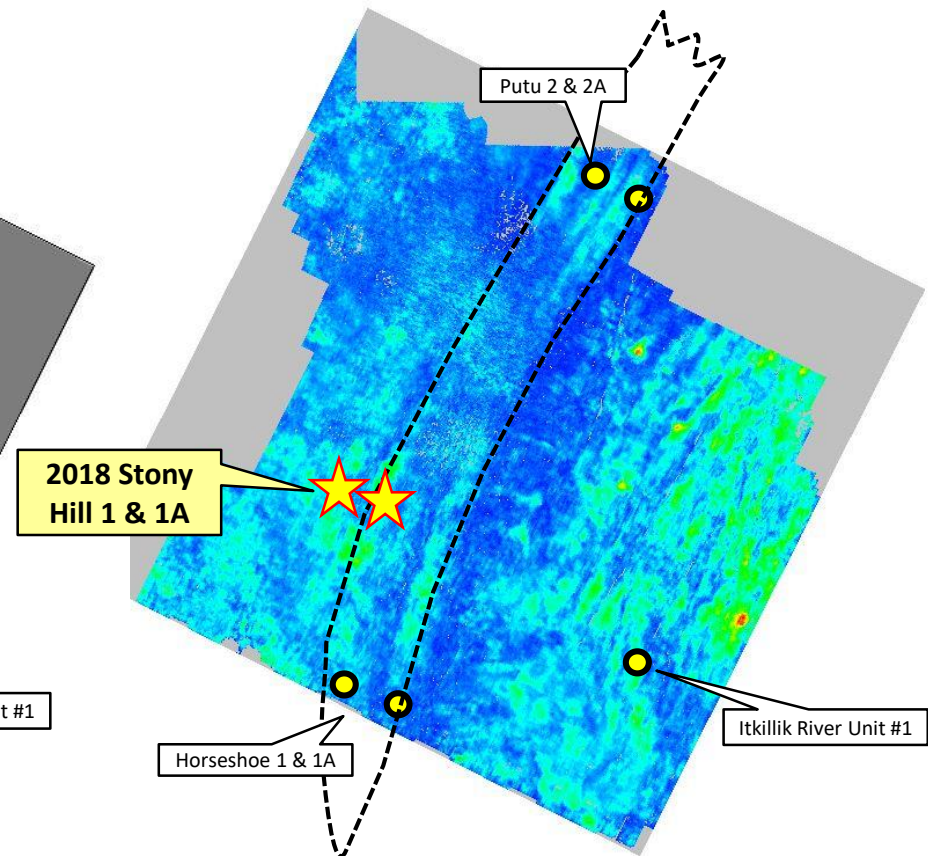 Putu 2 & 2A
2018 Stony
Hill 1 & 1A
t #1
Itkillik River Unit #1
Horseshoe 1 & 1A